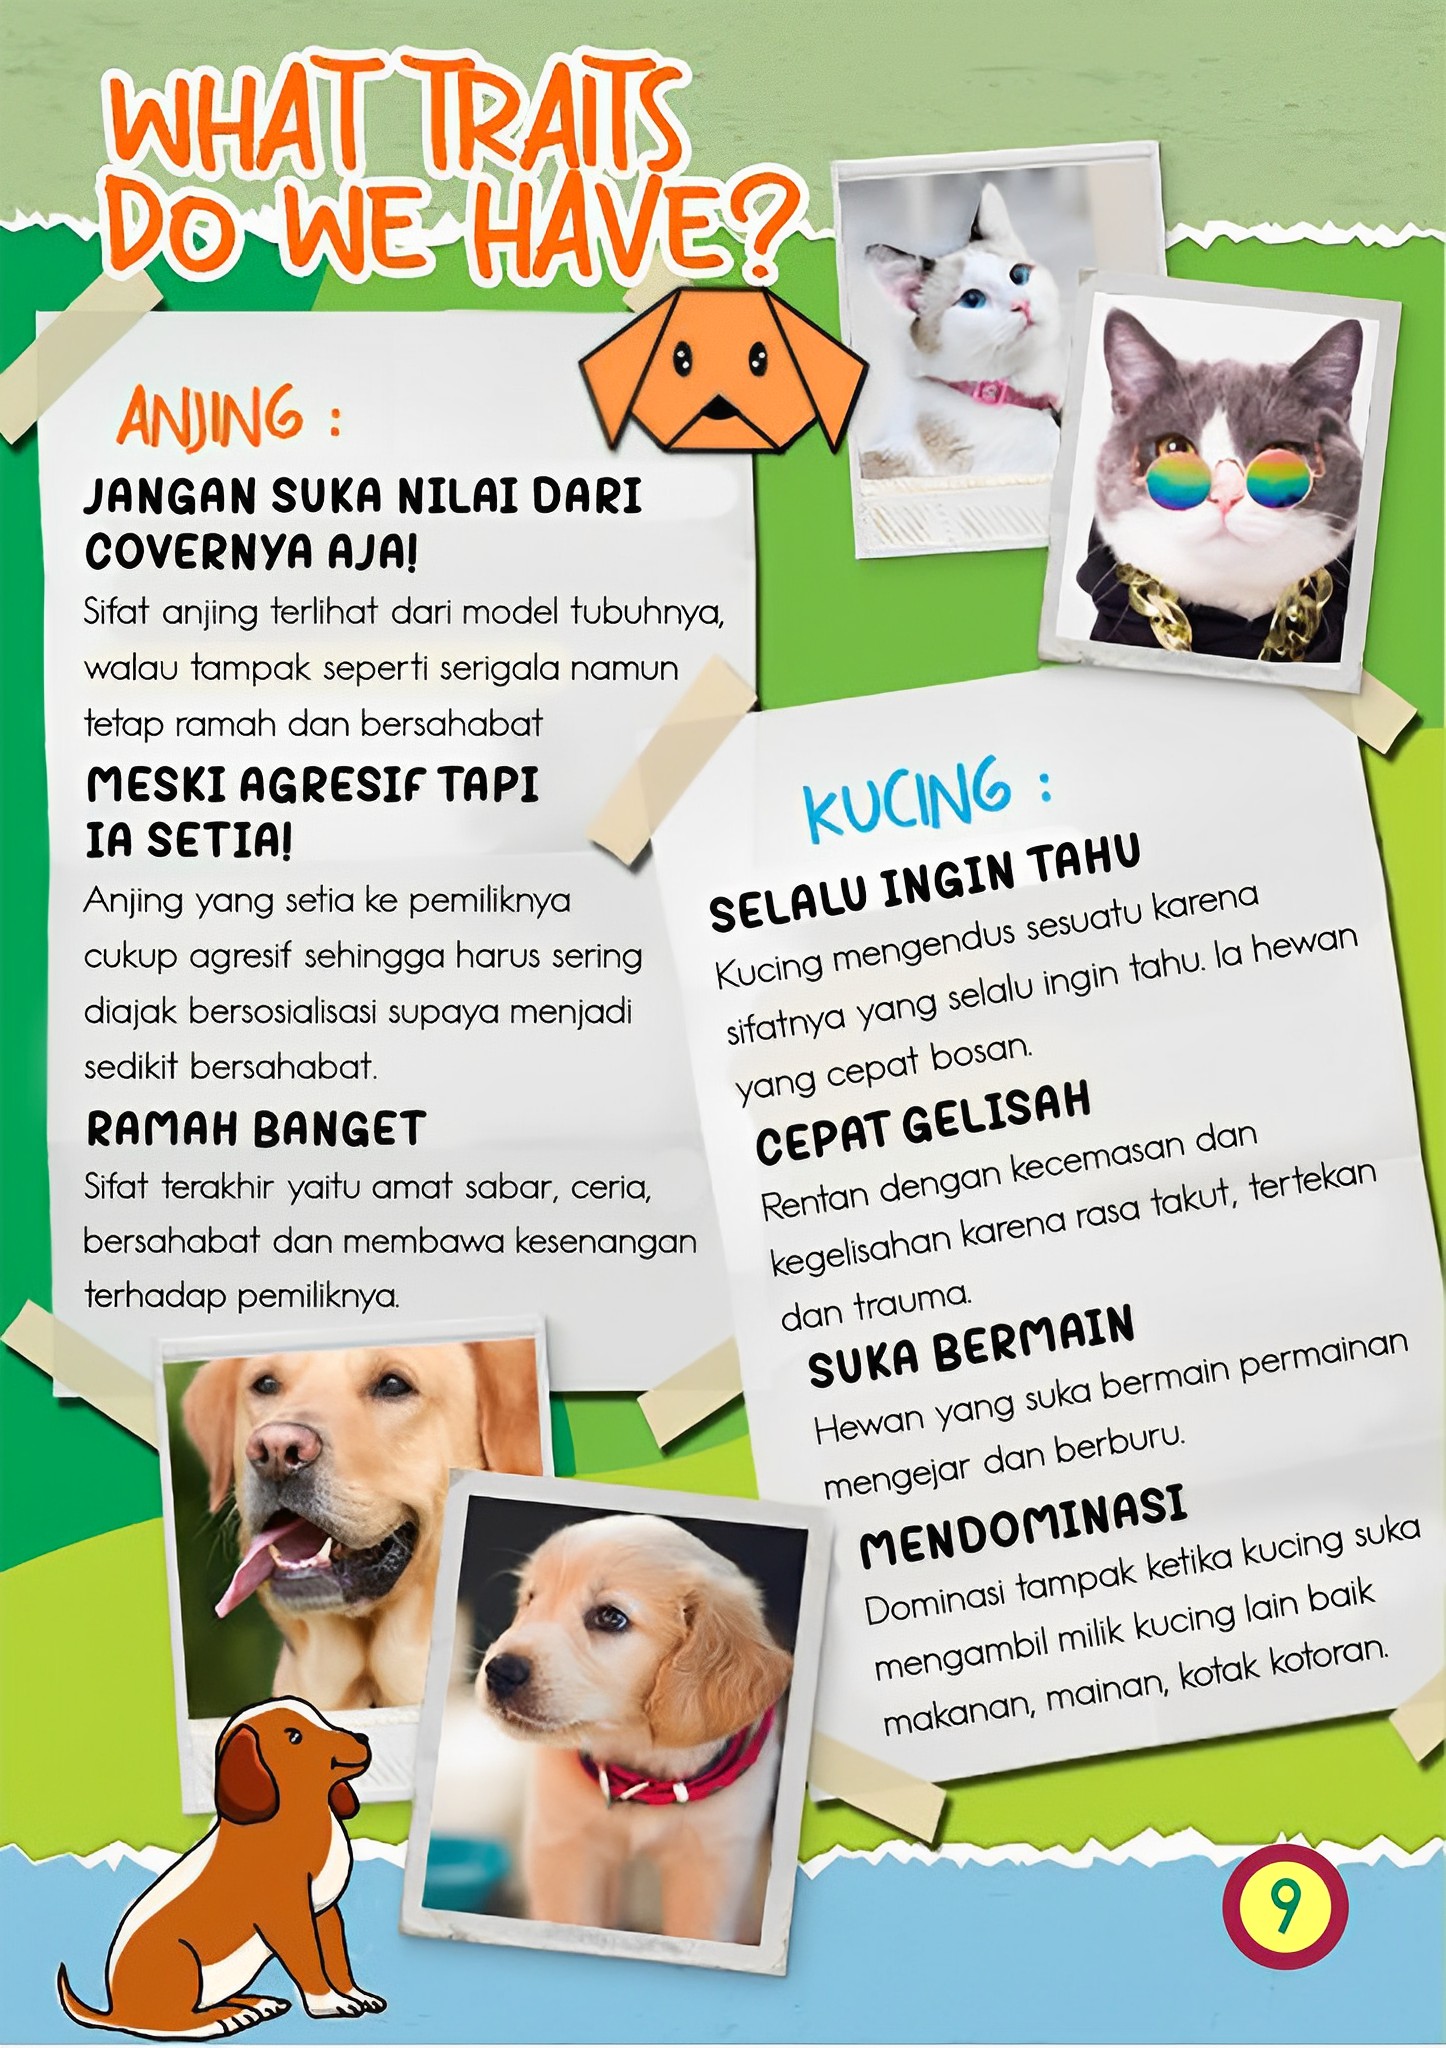 WHAT TRAITS
DO WE HAVE?
ANJING :
JANGAN SUKA NILAI DARI
COVERNYA AJA!
Sifat anjing terlihat dari model tubuhnya,
walau tampak seperti serigala namun
tetap ramah dan bersahabat
MESKI AGRESIF TAPI
IA SETIA!
Anjing yang setia ke pemiliknya
cukup agresif sehingga harus sering
diajak bersosialisasi supaya menjadi
sedikit bersahabat.
RAMAH BANGET
Sifat terakhir yaitu amat sabar, ceria,
bersahabat dan membawa kesenangan
terhadap pemiliknya.
KUCING :
SELALU INGIN TAHU
Kucing mengendus sesuatu karena
sifatnya yang selalu ingin tahu. Ia hewan
yang cepat bosan.
CEPAT GELISAH
Rentan dengan kecemasan dan
kegelisahan karena rasa takut, tertekan
dan trauma.
SUKA BERMAIN
Hewan yang suka bermain permainan
mengejar dan berburu.
MENDOMINASI
Dominasi tampak ketika kucing suka
mengambil milik kucing lain baik
makanan, mainan, kotak kotoran.
9